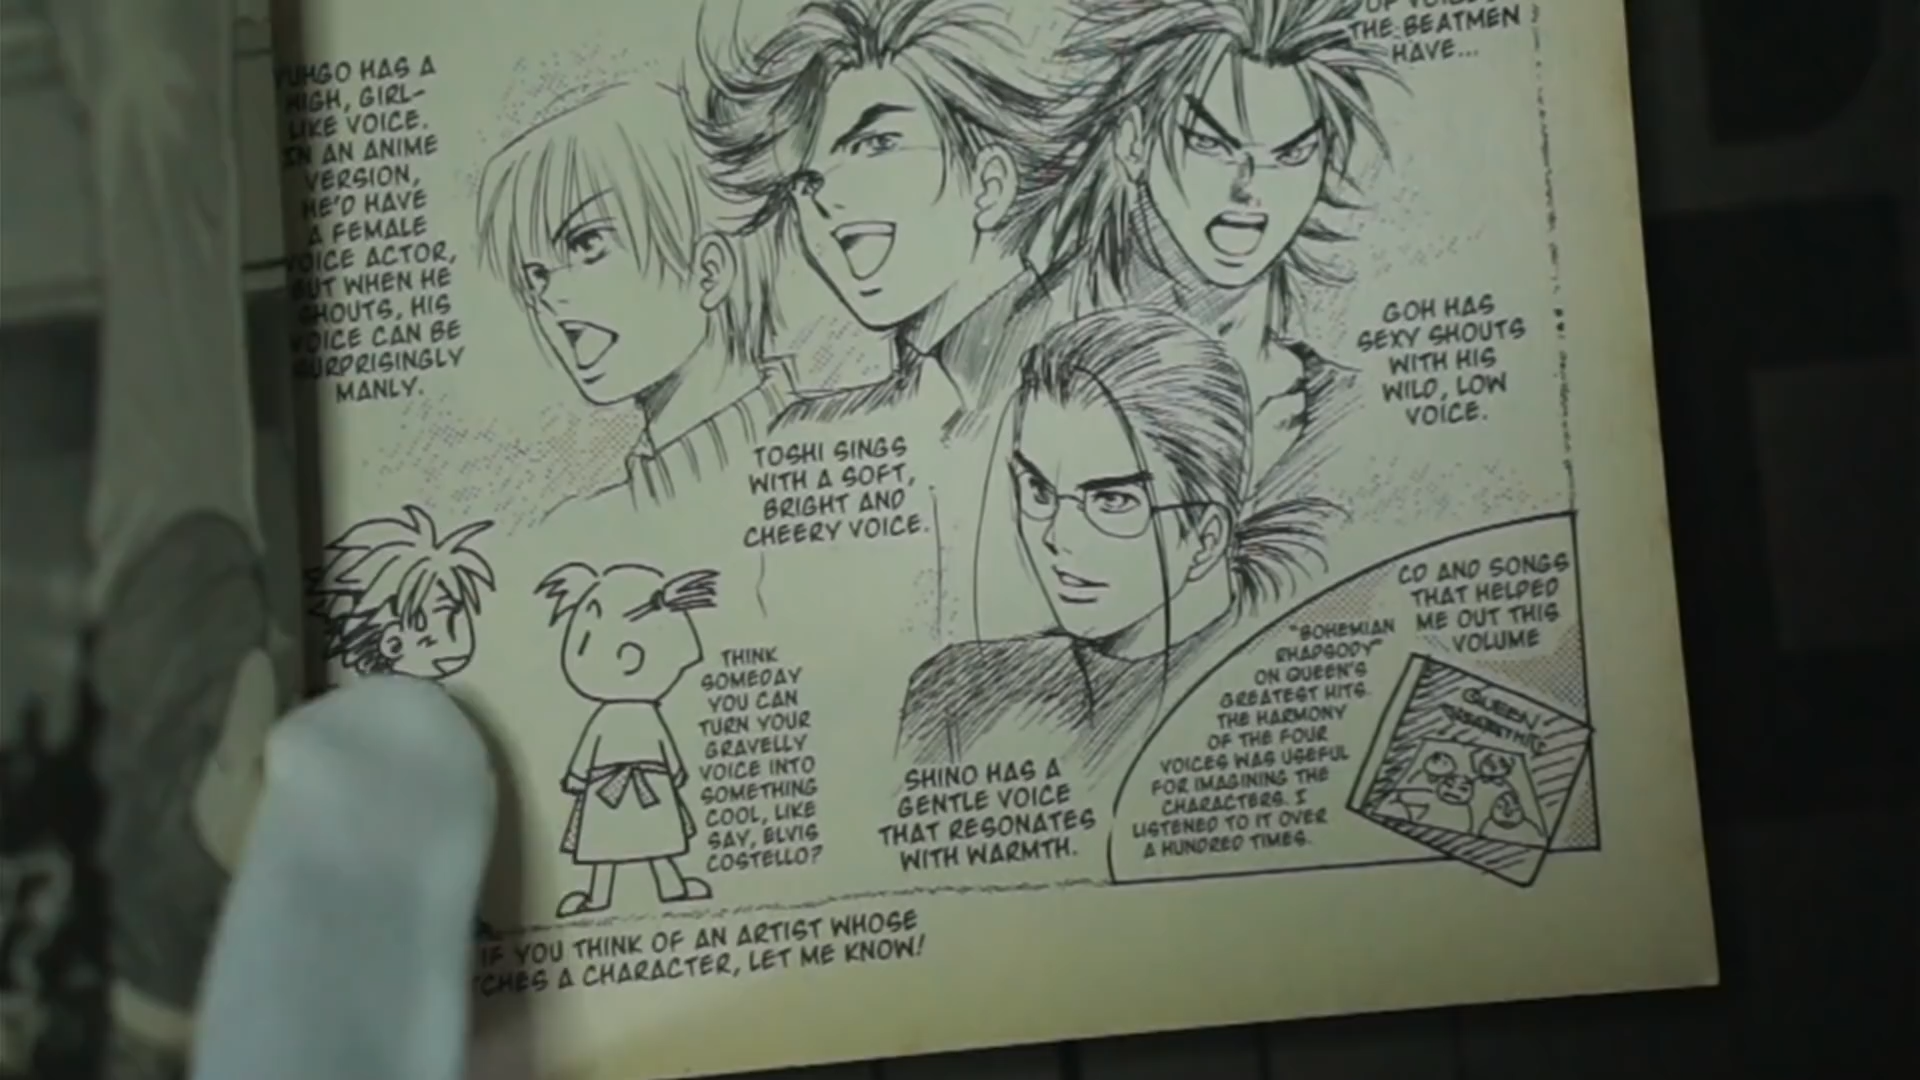 OF VOICE
THE BEATMEN
HAVE...
YUHGO HAS A
HIGH, GIRL-
LIKE VOICE.
IN AN ANIME
VERSION,
HE'D HAVE
A FEMALE
VOICE ACTOR,
BUT WHEN HE
SHOUTS, HIS
VOICE CAN BE
SURPRISINGLY
MANLY.
GOH HAS
SEXY SHOUTS
WITH HIS
WILD, LOW
VOICE.
TOSHI SINGS
WITH A SOFT,
BRIGHT AND
CHEERY VOICE.
SHINO HAS A
GENTLE VOICE
THAT RESONATES
WITH WARMTH.
THINK
SOMEDAY
YOU CAN
TURN YOUR
GRAVELLY
VOICE INTO
SOMETHING
COOL, LIKE
SAY, ELVIS
COSTELLO?
CD AND SONGS
THAT HELPED
ME OUT THIS
VOLUME
"BOHEMIAN
RHAPSODY"
ON QUEEN'S
GREATEST HITS.
THE HARMONY
OF THE FOUR
VOICES WAS USEFUL
FOR IMAGINING THE
CHARACTERS. I
LISTENED TO IT OVER
A HUNDRED TIMES.
QUEEN
GREATEST HITS
IF YOU THINK OF AN ARTIST WHOSE
TCHES A CHARACTER, LET ME KNOW!